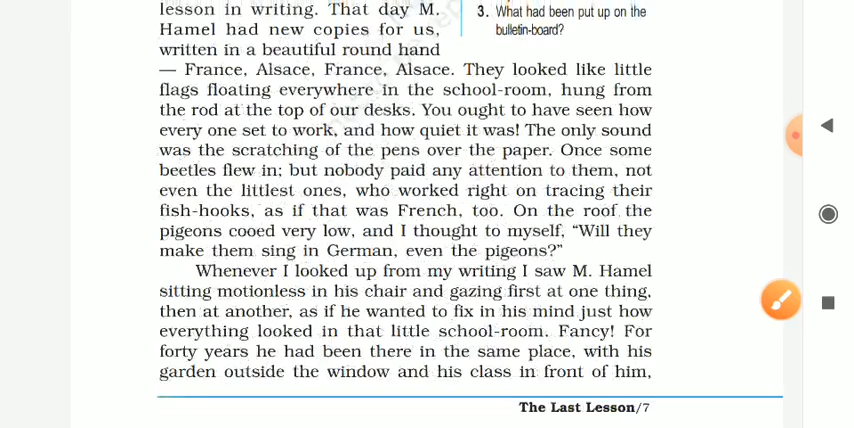 lesson in writing. That day M.
Hamel had new copies for us,
written in a beautiful round hand
— France, Alsace, France, Alsace. They looked like little
flags floating everywhere in the school-room, hung from
the rod at the top of our desks. You ought to have seen how
every one set to work, and how quiet it was! The only sound
was the scratching of the pens over the paper. Once some
beetles flew in; but nobody paid any attention to them, not
even the littlest ones, who worked right on tracing their
fish-hooks, as if that was French, too. On the roof the
pigeons cooed very low, and I thought to myself, “Will they
make them sing in German, even the pigeons?”
Whenever I looked up from my writing I saw M. Hamel
sitting motionless in his chair and gazing first at one thing,
then at another, as if he wanted to fix in his mind just how
everything looked in that little school-room. Fancy! For
forty years he had been there in the same place, with his
garden outside the window and his class in front of him,
3. What had been put up on the
bulletin-board?
The Last Lesson/7